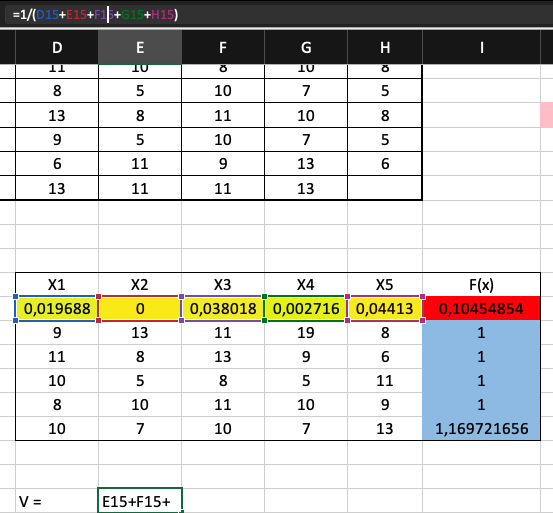 =1/(D15+E15+F15+G15+H15)
D E F G H I
11 10 8 10 8
8 5 10 7 5
13 8 11 10 8
9 5 10 7 5
6 11 9 13 6
13 11 11 13
X1 X2 X3 X4 X5 F(x)
0,019688 0 0,038018 0,002716 0,04413 0,10454854
9 13 11 19 8 1
11 8 13 9 6 1
10 5 8 5 11 1
8 10 11 10 9 1
10 7 10 7 13 1,169721656
V = E15+F15+